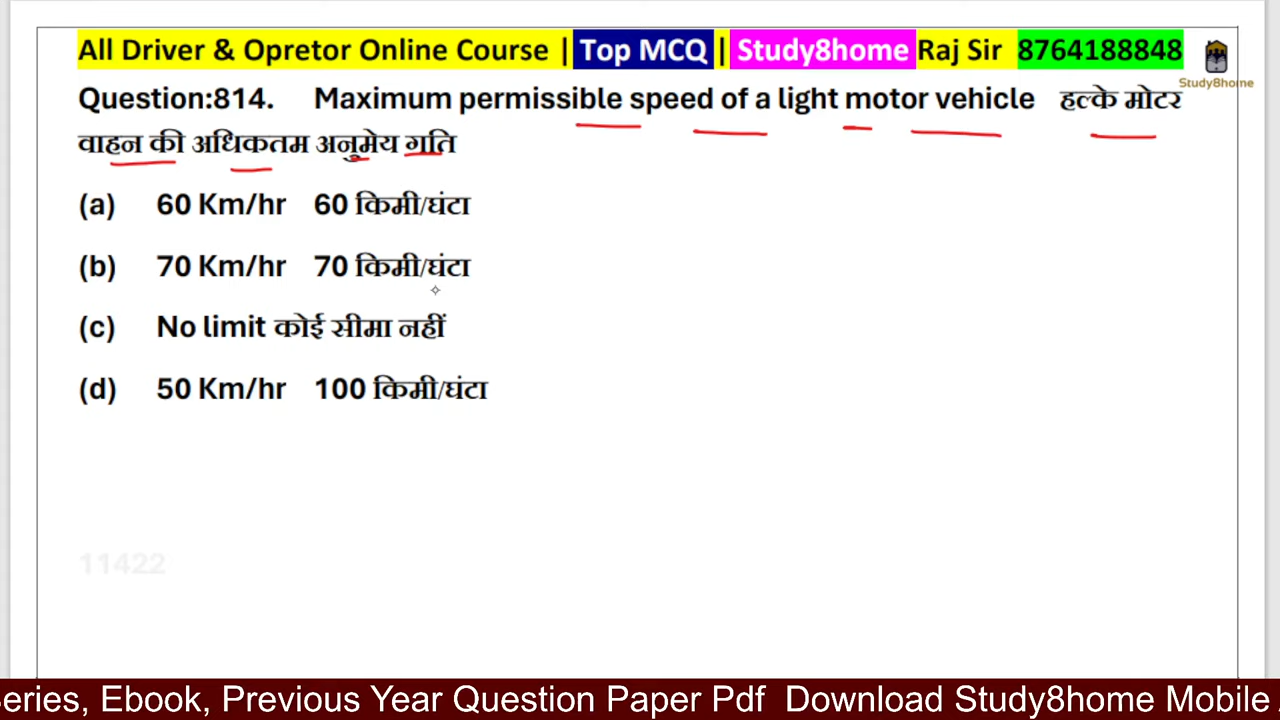 All Driver & Opretor Online Course | Top MCQ | Study8home Raj Sir 8764188848
Study8home
Question:814. Maximum permissible speed of a light motor vehicle हल्के मोटर
वाहन की अधिकतम अनुमेय गति
(a) 60 Km/hr 60 किमी/घंटा
(b) 70 Km/hr 70 किमी/घंटा
(c) No limit कोई सीमा नहीं
(d) 50 Km/hr 100 किमी/घंटा
11422
eries, Ebook, Previous Year Question Paper Pdf Download Study8home Mobile